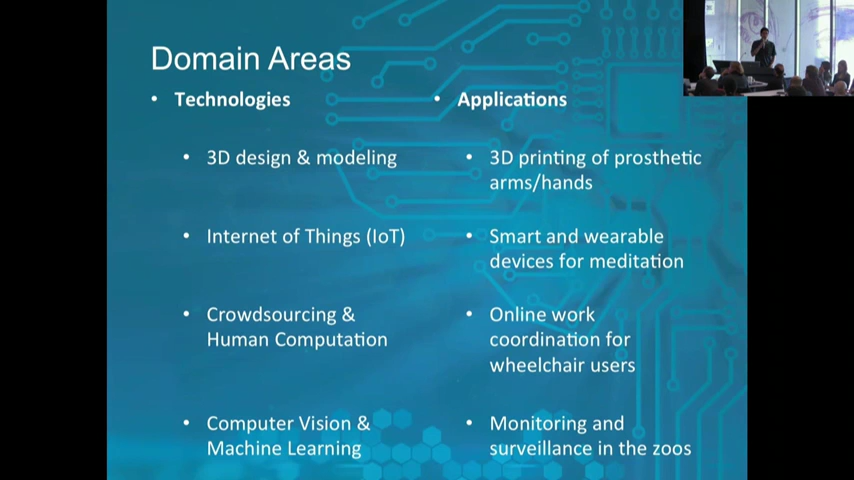 Domain Areas
• Technologies
• 3D design & modeling
• Internet of Things (IoT)
• Crowdsourcing &
Human Computation
• Computer Vision &
Machine Learning
• Applications
• 3D printing of prosthetic
arms/hands
• Smart and wearable
devices for meditation
• Online work
coordination for
wheelchair users
• Monitoring and
surveillance in the zoos